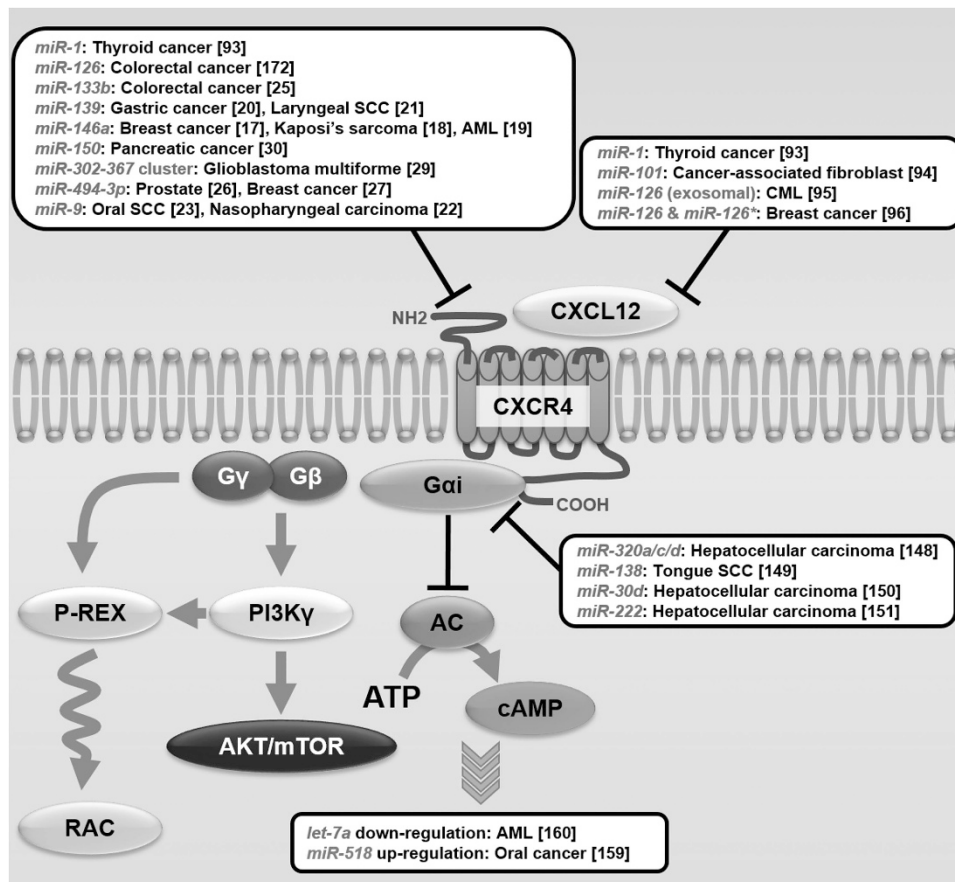 miR-1: Thyroid cancer [93]
miR-126: Colorectal cancer [172]
miR-133b: Colorectal cancer [25]
miR-139: Gastric cancer [20], Laryngeal SCC [21]
miR-146a: Breast cancer [17], Kaposi's sarcoma [18], AML [19]
miR-150: Pancreatic cancer [30]
miR-302-367 cluster: Glioblastoma multiforme [29]
miR-494-3p: Prostate [26], Breast cancer [27]
miR-9: Oral SCC [23], Nasopharyngeal carcinoma [22]
miR-1: Thyroid cancer [93]
miR-101: Cancer-associated fibroblast [94]
miR-126 (exosomal): CML [95]
miR-126 & miR-126*: Breast cancer [96]
NH2
CXCL12
CXCR4
Gγ
Gβ
Gαi
COOH
miR-320a/c/d: Hepatocellular carcinoma [148]
miR-138: Tongue SCC [149]
miR-30d: Hepatocellular carcinoma [150]
miR-222: Hepatocellular carcinoma [151]
P-REX
PI3Kγ
AC
ATP
cAMP
AKT/mTOR
RAC
let-7a down-regulation: AML [160]
miR-518 up-regulation: Oral cancer [159]